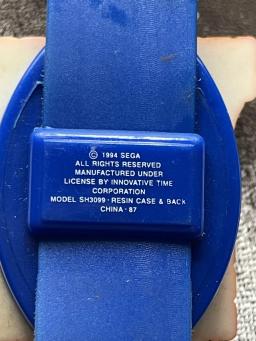 © 1994 SEGA
ALL RIGHTS RESERVED
MANUFACTURED UNDER
LICENSE BY INNOVATIVE TIME
CORPORATION
MODEL SH3099 · RESIN CASE & BACK
CHINA · 87